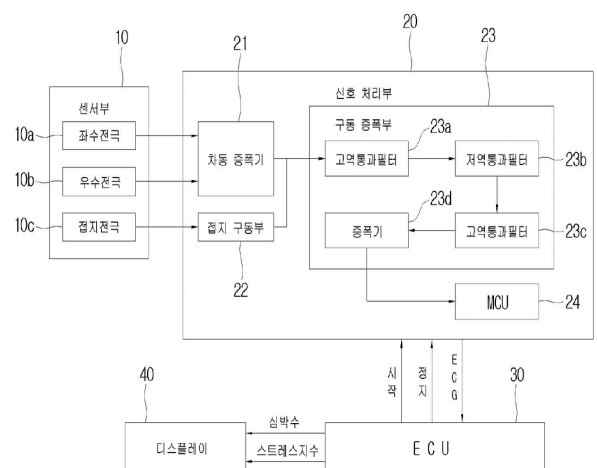 10
센서부
10a
좌수전극
10b
우수전극
10c
접지전극
20
21
23
신호 처리부
차동 증폭기
구동 증폭부
23a
고역통과필터
저역통과필터
23b
23d
증폭기
고역통과필터
23c
접지 구동부
22
MCU
24
시작
정지
ECG
40
디스플레이
심박수
스트레스지수
30
ECU